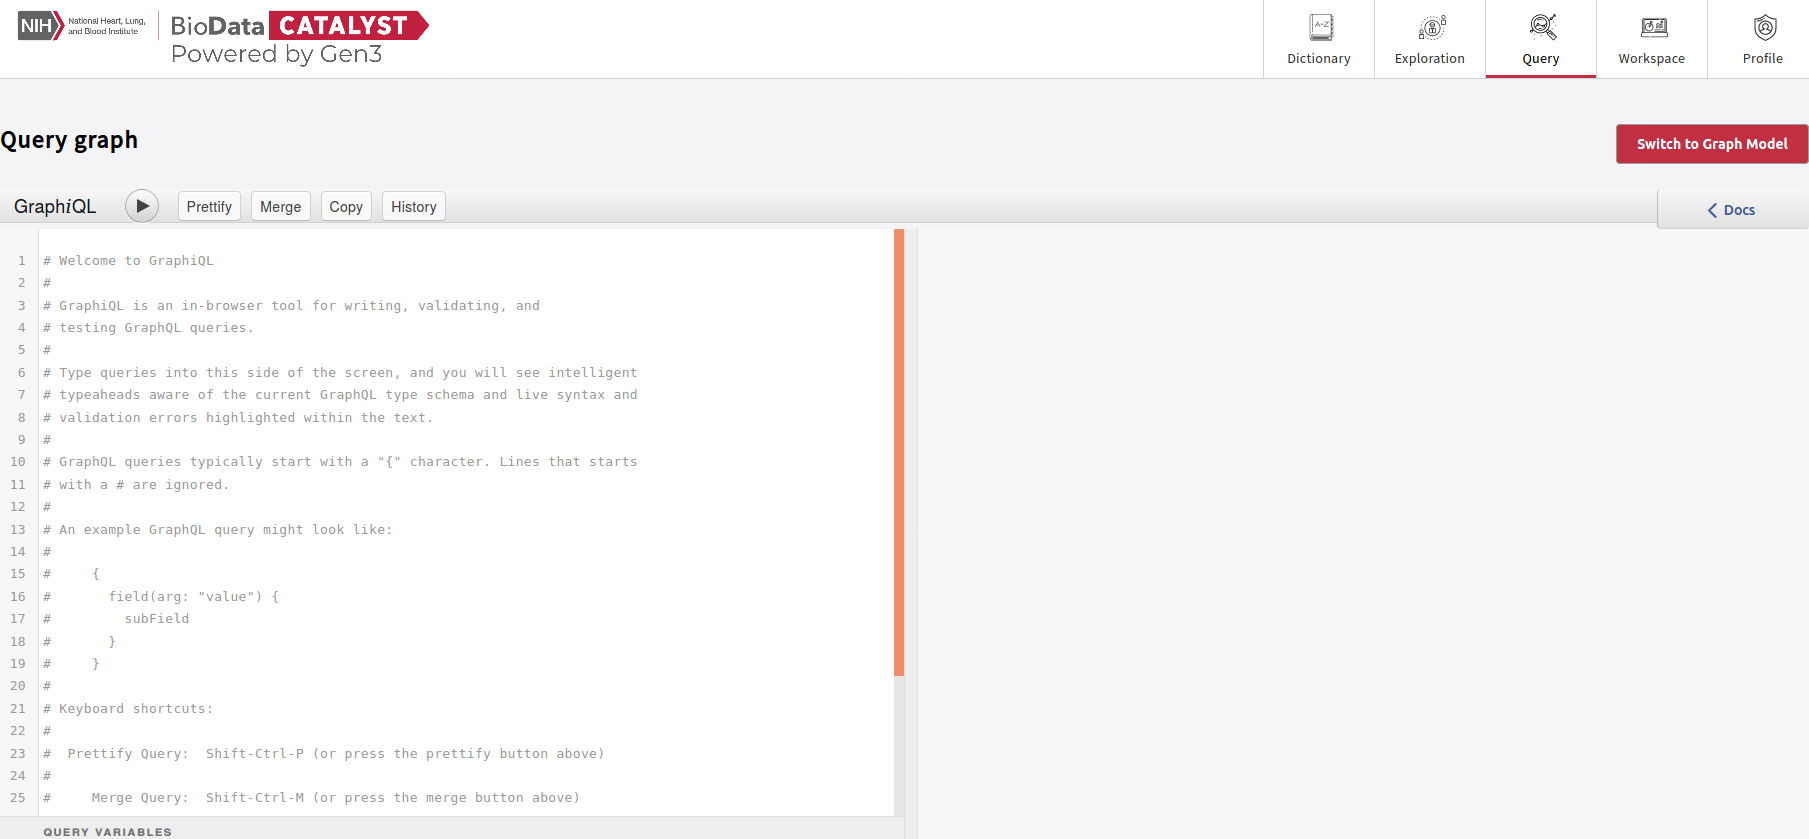 NIH National Heart, Lung, and Blood Institute
BioData CATALYST
Powered by Gen3
A-Z
Dictionary
Exploration
Query
Workspace
Profile
Query graph
Switch to Graph Model
GraphiQL
Prettify
Merge
Copy
History
Docs
1 # Welcome to GraphiQL
2 #
3 # GraphiQL is an in-browser tool for writing, validating, and
4 # testing GraphQL queries.
5 #
6 # Type queries into this side of the screen, and you will see intelligent
7 # typeaheads aware of the current GraphQL type schema and live syntax and
8 # validation errors highlighted within the text.
9 #
10 # GraphQL queries typically start with a "{" character. Lines that starts
11 # with a # are ignored.
12 #
13 # An example GraphQL query might look like:
14 #
15 #     {
16 #       field(arg: "value") {
17 #         subField
18 #       }
19 #     }
20 #
21 # Keyboard shortcuts:
22 #
23 #  Prettify Query:  Shift-Ctrl-P (or press the prettify button above)
24 #
25 #     Merge Query:  Shift-Ctrl-M (or press the merge button above)
QUERY VARIABLES